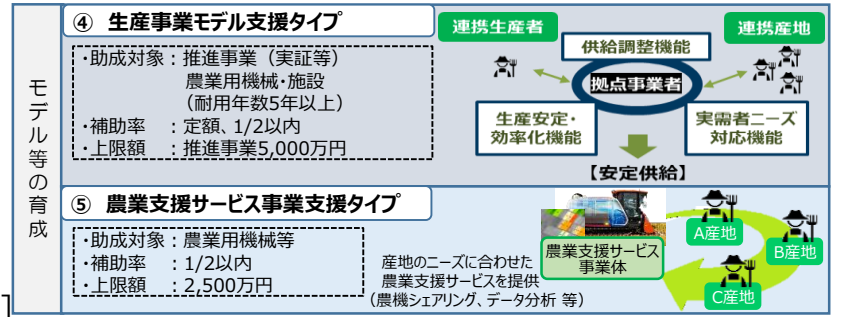 モデル等の育成
④ 生産事業モデル支援タイプ
・助成対象：推進事業（実証等）
農業用機械・施設
（耐用年数5年以上）
・補助率 ：定額、1/2以内
・上限額 ：推進事業5,000万円
連携生産者
連携産地
供給調整機能
拠点事業者
生産安定・
効率化機能
実需者ニーズ
対応機能
【安定供給】
⑤ 農業支援サービス事業支援タイプ
・助成対象：農業用機械等
・補助率 ：1/2以内
・上限額 ：2,500万円
産地のニーズに合わせた
農業支援サービスを提供
（農機シェアリング、データ分析 等）
農業支援サービス
事業体
A産地
B産地
C産地